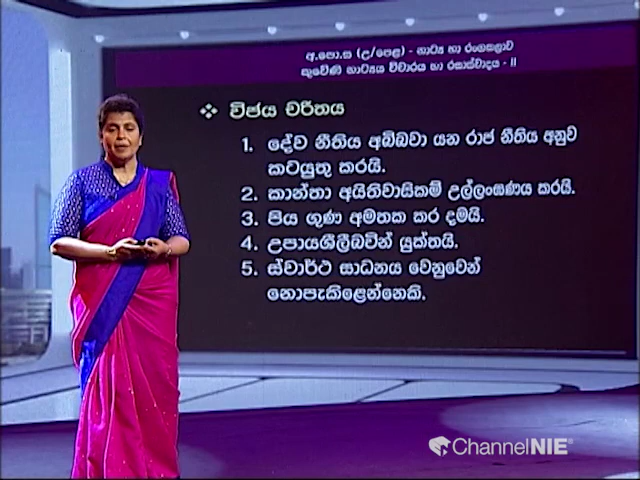 අ.පො.ස (උ/පෙළ) - නාට්‍ය හා රංගකලාව
කුවේණි නාට්‍යය විචාරය හා රසාස්වාදය - II
❖ විජය චරිතය
1. දේව නීතිය අබිබවා යන රාජ නීතිය අනුව
කටයුතු කරයි.
2. කාන්තා අයිතිවාසිකම් උල්ලංඝණය කරයි.
3. පිය ගුණ අමතක කර දමයි.
4. උපායශීලීබවින් යුක්තයි.
5. ස්වාර්ථ සාධනය වෙනුවෙන්
නොපැකිළෙන්නෙකි.
ChannelNIE